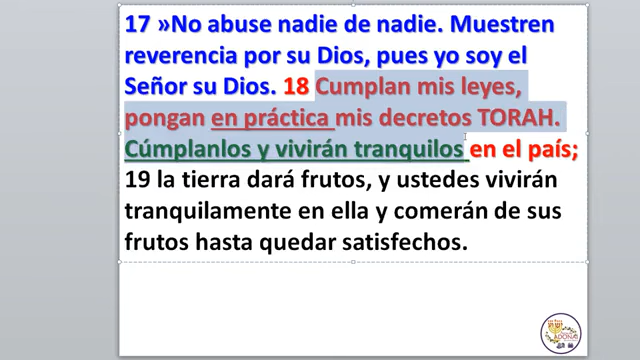 17 »No abuse nadie de nadie. Muestren
reverencia por su Dios, pues yo soy el
Señor su Dios. 18 Cumplan mis leyes,
pongan en práctica mis decretos TORAH.
Cúmplanlos y vivirán tranquilos en el país;
19 la tierra dará frutos, y ustedes vivirán
tranquilamente en ella y comerán de sus
frutos hasta quedar satisfechos.